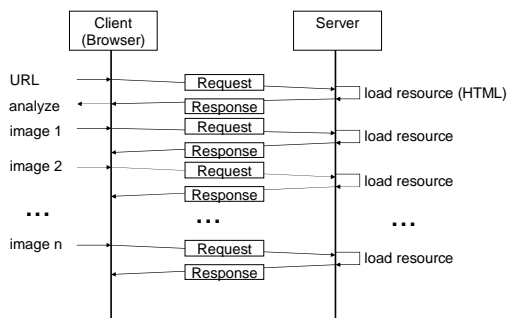 Client
(Browser)
Server
URL
Request
load resource (HTML)
analyze
Response
image 1
Request
load resource
Response
image 2
Request
load resource
Response
...
...
...
image n
Request
load resource
Response